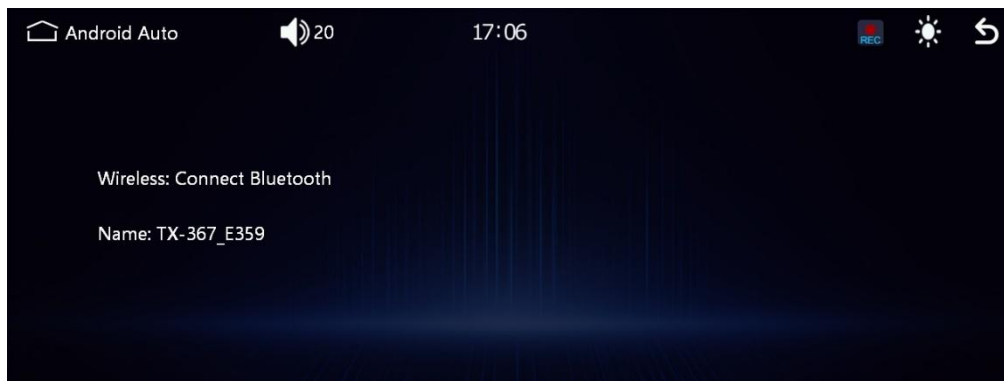 Android Auto 20 17:06 REC
Wireless: Connect Bluetooth
Name: TX-367_E359